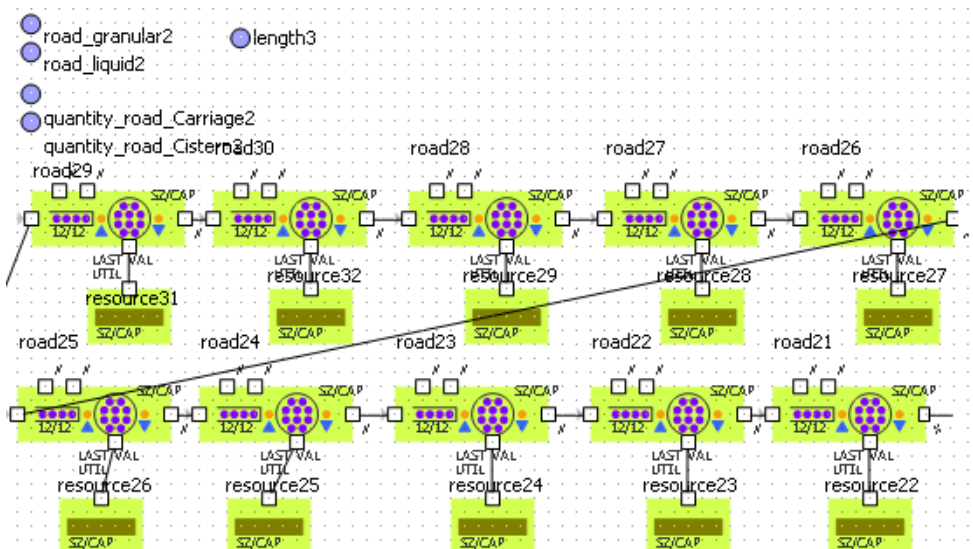 road_granular2
length3
road_liquid2
quantity_road_Carriage2
quantity_road_Cistern2
road29
road30
road28
road27
road26
SZ/CAP
SZ/CAP
SZ/CAP
SZ/CAP
SZ/CAP
12/12
12/12
12/12
12/12
12/12
LAST VAL
LAST VAL
LAST VAL
LAST VAL
LAST VAL
UTIL
resource31
resource32
resource29
resource28
resource27
SZ/CAP
SZ/CAP
SZ/CAP
SZ/CAP
SZ/CAP
road25
road24
road23
road22
road21
SZ/CAP
SZ/CAP
SZ/CAP
SZ/CAP
SZ/CAP
12/12
12/12
12/12
12/12
12/12
LAST VAL
LAST VAL
LAST VAL
LAST VAL
LAST VAL
UTIL
UTIL
UTIL
UTIL
UTIL
resource26
resource25
resource24
resource23
resource22
SZ/CAP
SZ/CAP
SZ/CAP
SZ/CAP
SZ/CAP